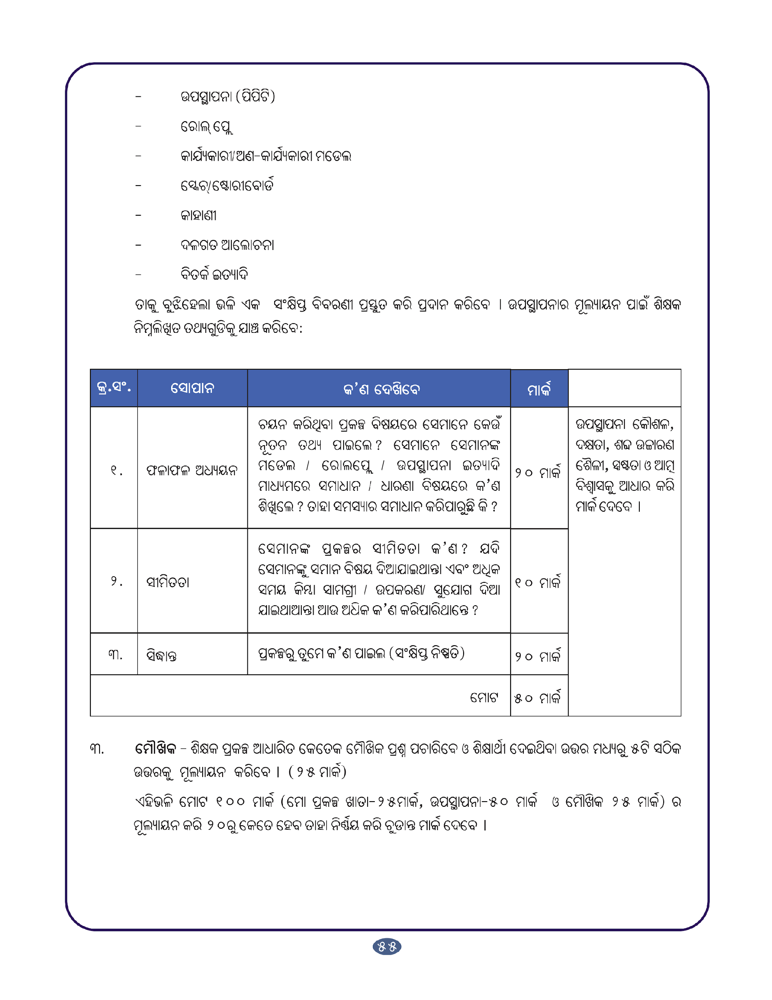 - ଉପସ୍ଥାପନା (ପିପିଟି)
- ରୋଲ୍ ପ୍ଲେ
- କାର୍ଯ୍ୟକାରୀ/ଅଣ-କାର୍ଯ୍ୟକାରୀ ମଡେଲ
- ସ୍କେଚ୍/ଷ୍ଟୋରୀବୋର୍ଡ
- କାହାଣୀ
- ଦଳଗତ ଆଲୋଚନା
- ବିତର୍କ ଇତ୍ୟାଦି
ତାକୁ ବୁଝିହେଲା ଭଳି ଏକ ସଂକ୍ଷିପ୍ତ ବିବରଣୀ ପ୍ରସ୍ତୁତ କରି ପ୍ରଦାନ କରିବେ । ଉପସ୍ଥାପନାର ମୂଲ୍ୟାୟନ ପାଇଁ ଶିକ୍ଷକ
ନିମ୍ନଲିଖିତ ତଥ୍ୟଗୁଡିକୁ ଯାଞ୍ଚ କରିବେ:
କ୍ର.ସଂ. ସୋପାନ କ'ଣ ଦେଖିବେ ମାର୍କ
୧. ଫଳାଫଳ ଅଧ୍ୟୟନ
ଚୟନ କରିଥିବା ପ୍ରକଳ୍ପ ବିଷୟରେ ସେମାନେ କେଉଁ
ନୂତନ ତଥ୍ୟ ପାଇଲେ ? ସେମାନେ ସେମାନଙ୍କ
ମଡେଲ / ରୋଲପ୍ଲେ / ଉପସ୍ଥାପନା ଇତ୍ୟାଦି
ମାଧ୍ୟମରେ ସମାଧାନ / ଧାରଣା ବିଷୟରେ କ'ଣ
ଶିଖିଲେ ? ତାହା ସମସ୍ୟାର ସମାଧାନ କରିପାରୁଛି କି ?
୨୦ ମାର୍କ
ଉପସ୍ଥାପନା କୌଶଳ,
ଦକ୍ଷତା, ଶବ୍ଦ ଉଚ୍ଚାରଣ
ଶୈଳୀ, ସ୍ପଷ୍ଟତା ଓ ଆତ୍ମ
ବିଶ୍ୱାସକୁ ଆଧାର କରି
ମାର୍କ ଦେବେ ।
୨. ସୀମିତତା
ସେମାନଙ୍କ ପ୍ରକଳ୍ପର ସୀମିତତା କ'ଣ ? ଯଦି
ସେମାନଙ୍କୁ ସମାନ ବିଷୟ ଦିଆଯାଇଥାନ୍ତା ଏବଂ ଅଧିକ
ସମୟ କିମ୍ବା ସାମଗ୍ରୀ / ଉପକରଣ/ ସୁଯୋଗ ଦିଆ
ଯାଇଥାଆନ୍ତା ଆଉ ଅଧିକ କ'ଣ କରିପାରିଥାନ୍ତେ ?
୧୦ ମାର୍କ
୩. ସିଦ୍ଧାନ୍ତ ପ୍ରକଳ୍ପରୁ ତୁମେ କ'ଣ ପାଇଲ (ସଂକ୍ଷିପ୍ତ ନିଷ୍ପତି) ୨୦ ମାର୍କ
ମୋଟ ୫୦ ମାର୍କ
୩. ମୌଖିକ - ଶିକ୍ଷକ ପ୍ରକଳ୍ପ ଆଧାରିତ କେତେକ ମୌଖିକ ପ୍ରଶ୍ନ ପଚାରିବେ ଓ ଶିକ୍ଷାର୍ଥୀ ଦେଇଥିବା ଉତ୍ତର ମଧ୍ୟରୁ ୫ଟି ସଠିକ
ଉତ୍ତରକୁ ମୂଲ୍ୟାୟନ କରିବେ । (୨୫ ମାର୍କ)
ଏହିଭଳି ମୋଟ ୧୦୦ ମାର୍କ (ମୋ ପ୍ରକଳ୍ପ ଖାତା-୨୫ମାର୍କ, ଉପସ୍ଥାପନା-୫୦ ମାର୍କ ଓ ମୌଖିକ ୨୫ ମାର୍କ) ର
ମୂଲ୍ୟାୟନ କରି ୨୦ରୁ କେତେ ହେବ ତାହା ନିର୍ଣ୍ଣୟ କରି ଚୁଡାନ୍ତ ମାର୍କ ଦେବେ ।
୫୫